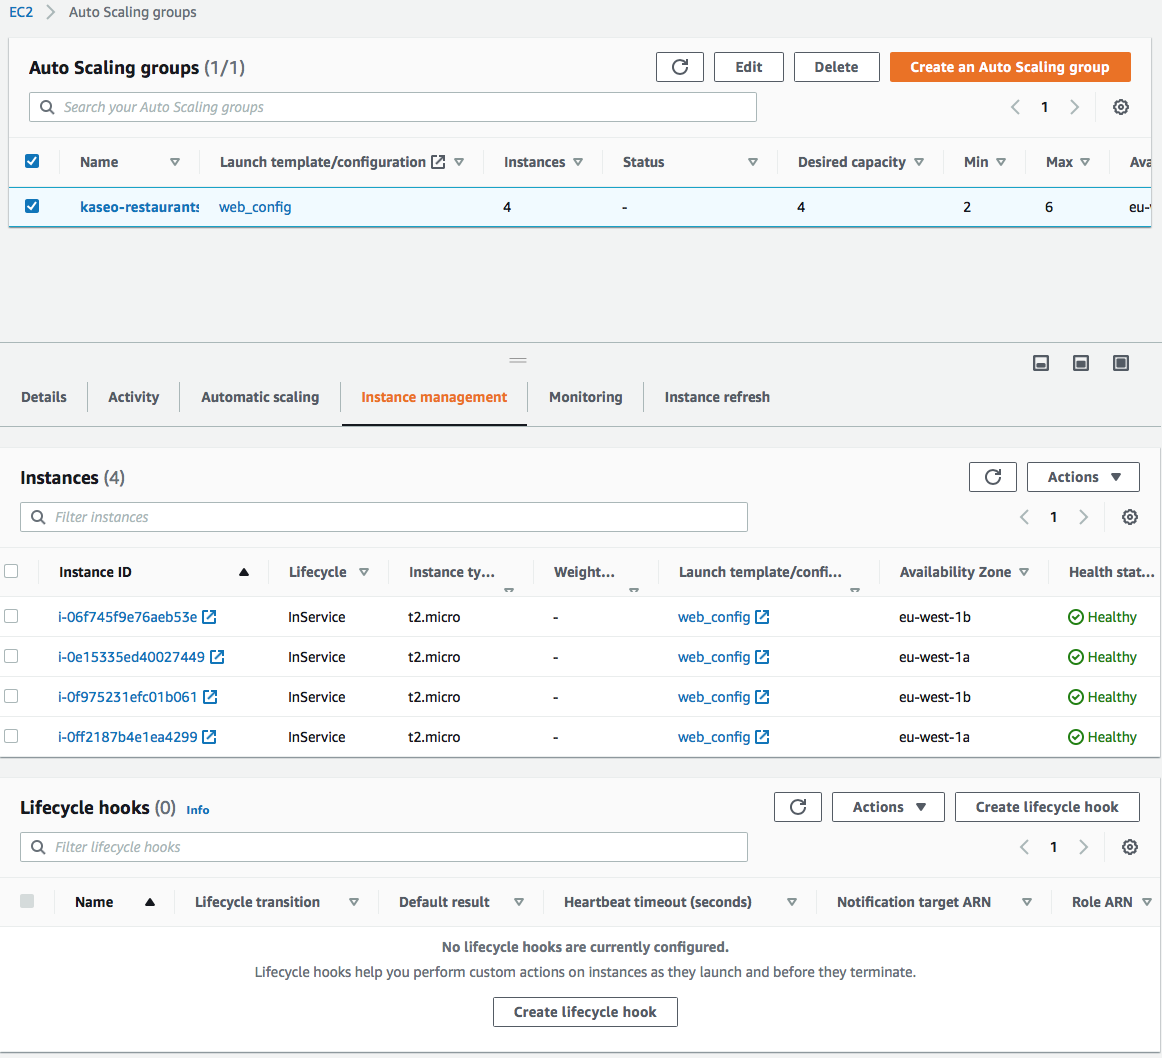 EC2 Auto Scaling groups
Auto Scaling groups (1/1) Edit Delete Create an Auto Scaling group
Search your Auto Scaling groups 1
Name Launch template/configuration Instances Status Desired capacity Min Max Ava
kaseo-restaurants web_config 4 - 4 2 6 eu-
Details Activity Automatic scaling Instance management Monitoring Instance refresh
Instances (4) Actions
Filter instances 1
Instance ID Lifecycle Instance ty... Weight... Launch template/confi... Availability Zone Health stat...
i-06f745f9e76aeb53e InService t2.micro - web_config eu-west-1b Healthy
i-0e15335ed40027449 InService t2.micro - web_config eu-west-1a Healthy
i-0f975231efc01b061 InService t2.micro - web_config eu-west-1b Healthy
i-0ff2187b4e1ea4299 InService t2.micro - web_config eu-west-1a Healthy
Lifecycle hooks (0) Info Actions Create lifecycle hook
Filter lifecycle hooks 1
Name Lifecycle transition Default result Heartbeat timeout (seconds) Notification target ARN Role ARN
No lifecycle hooks are currently configured.
Lifecycle hooks help you perform custom actions on instances as they launch and before they terminate.
Create lifecycle hook